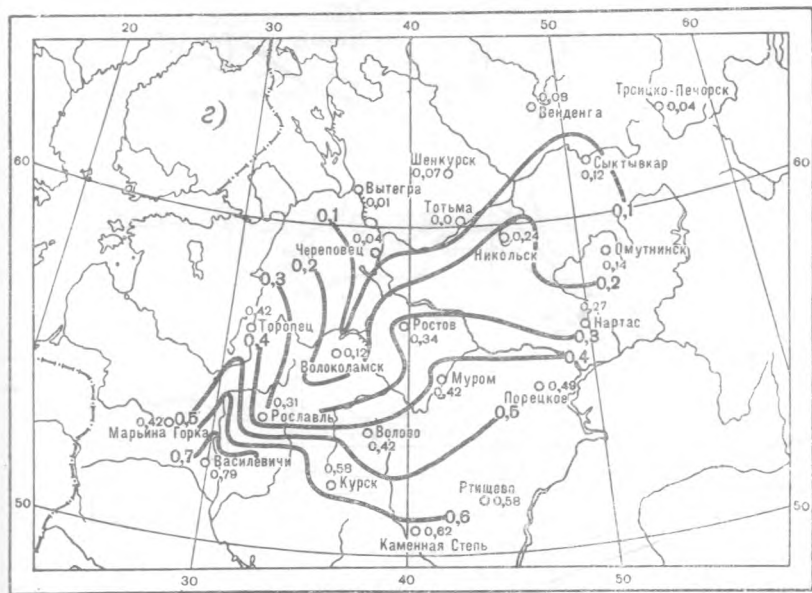 20 30 40 50 60
г)
0,08
Вейденга
Троицко-Печорск
0,04
60 60
Шенкурск
0,07
Сыктывкар
0,12
Вытегра
0,01
0,1
Тотьма
0,0
0,1
0,04
Череповец
0,24
Никольск
Омутнинск
0,14
0,3
0,2
0,2
0,42
Торопец
0,4
0,27
Нартас
Ростов
0,34
0,3
0,12
Волоколамск
0,4
Муром
0,42
0,49
Порецкое
0,31
Рославль
0,42
0,5
Марьина Горка
0,5
Волово
0,42
0,7
Василевичи
0,79
0,58
Курск
Ртищево
0,58
50 50
0,6
0,62
Каменная Степь
30 40 50